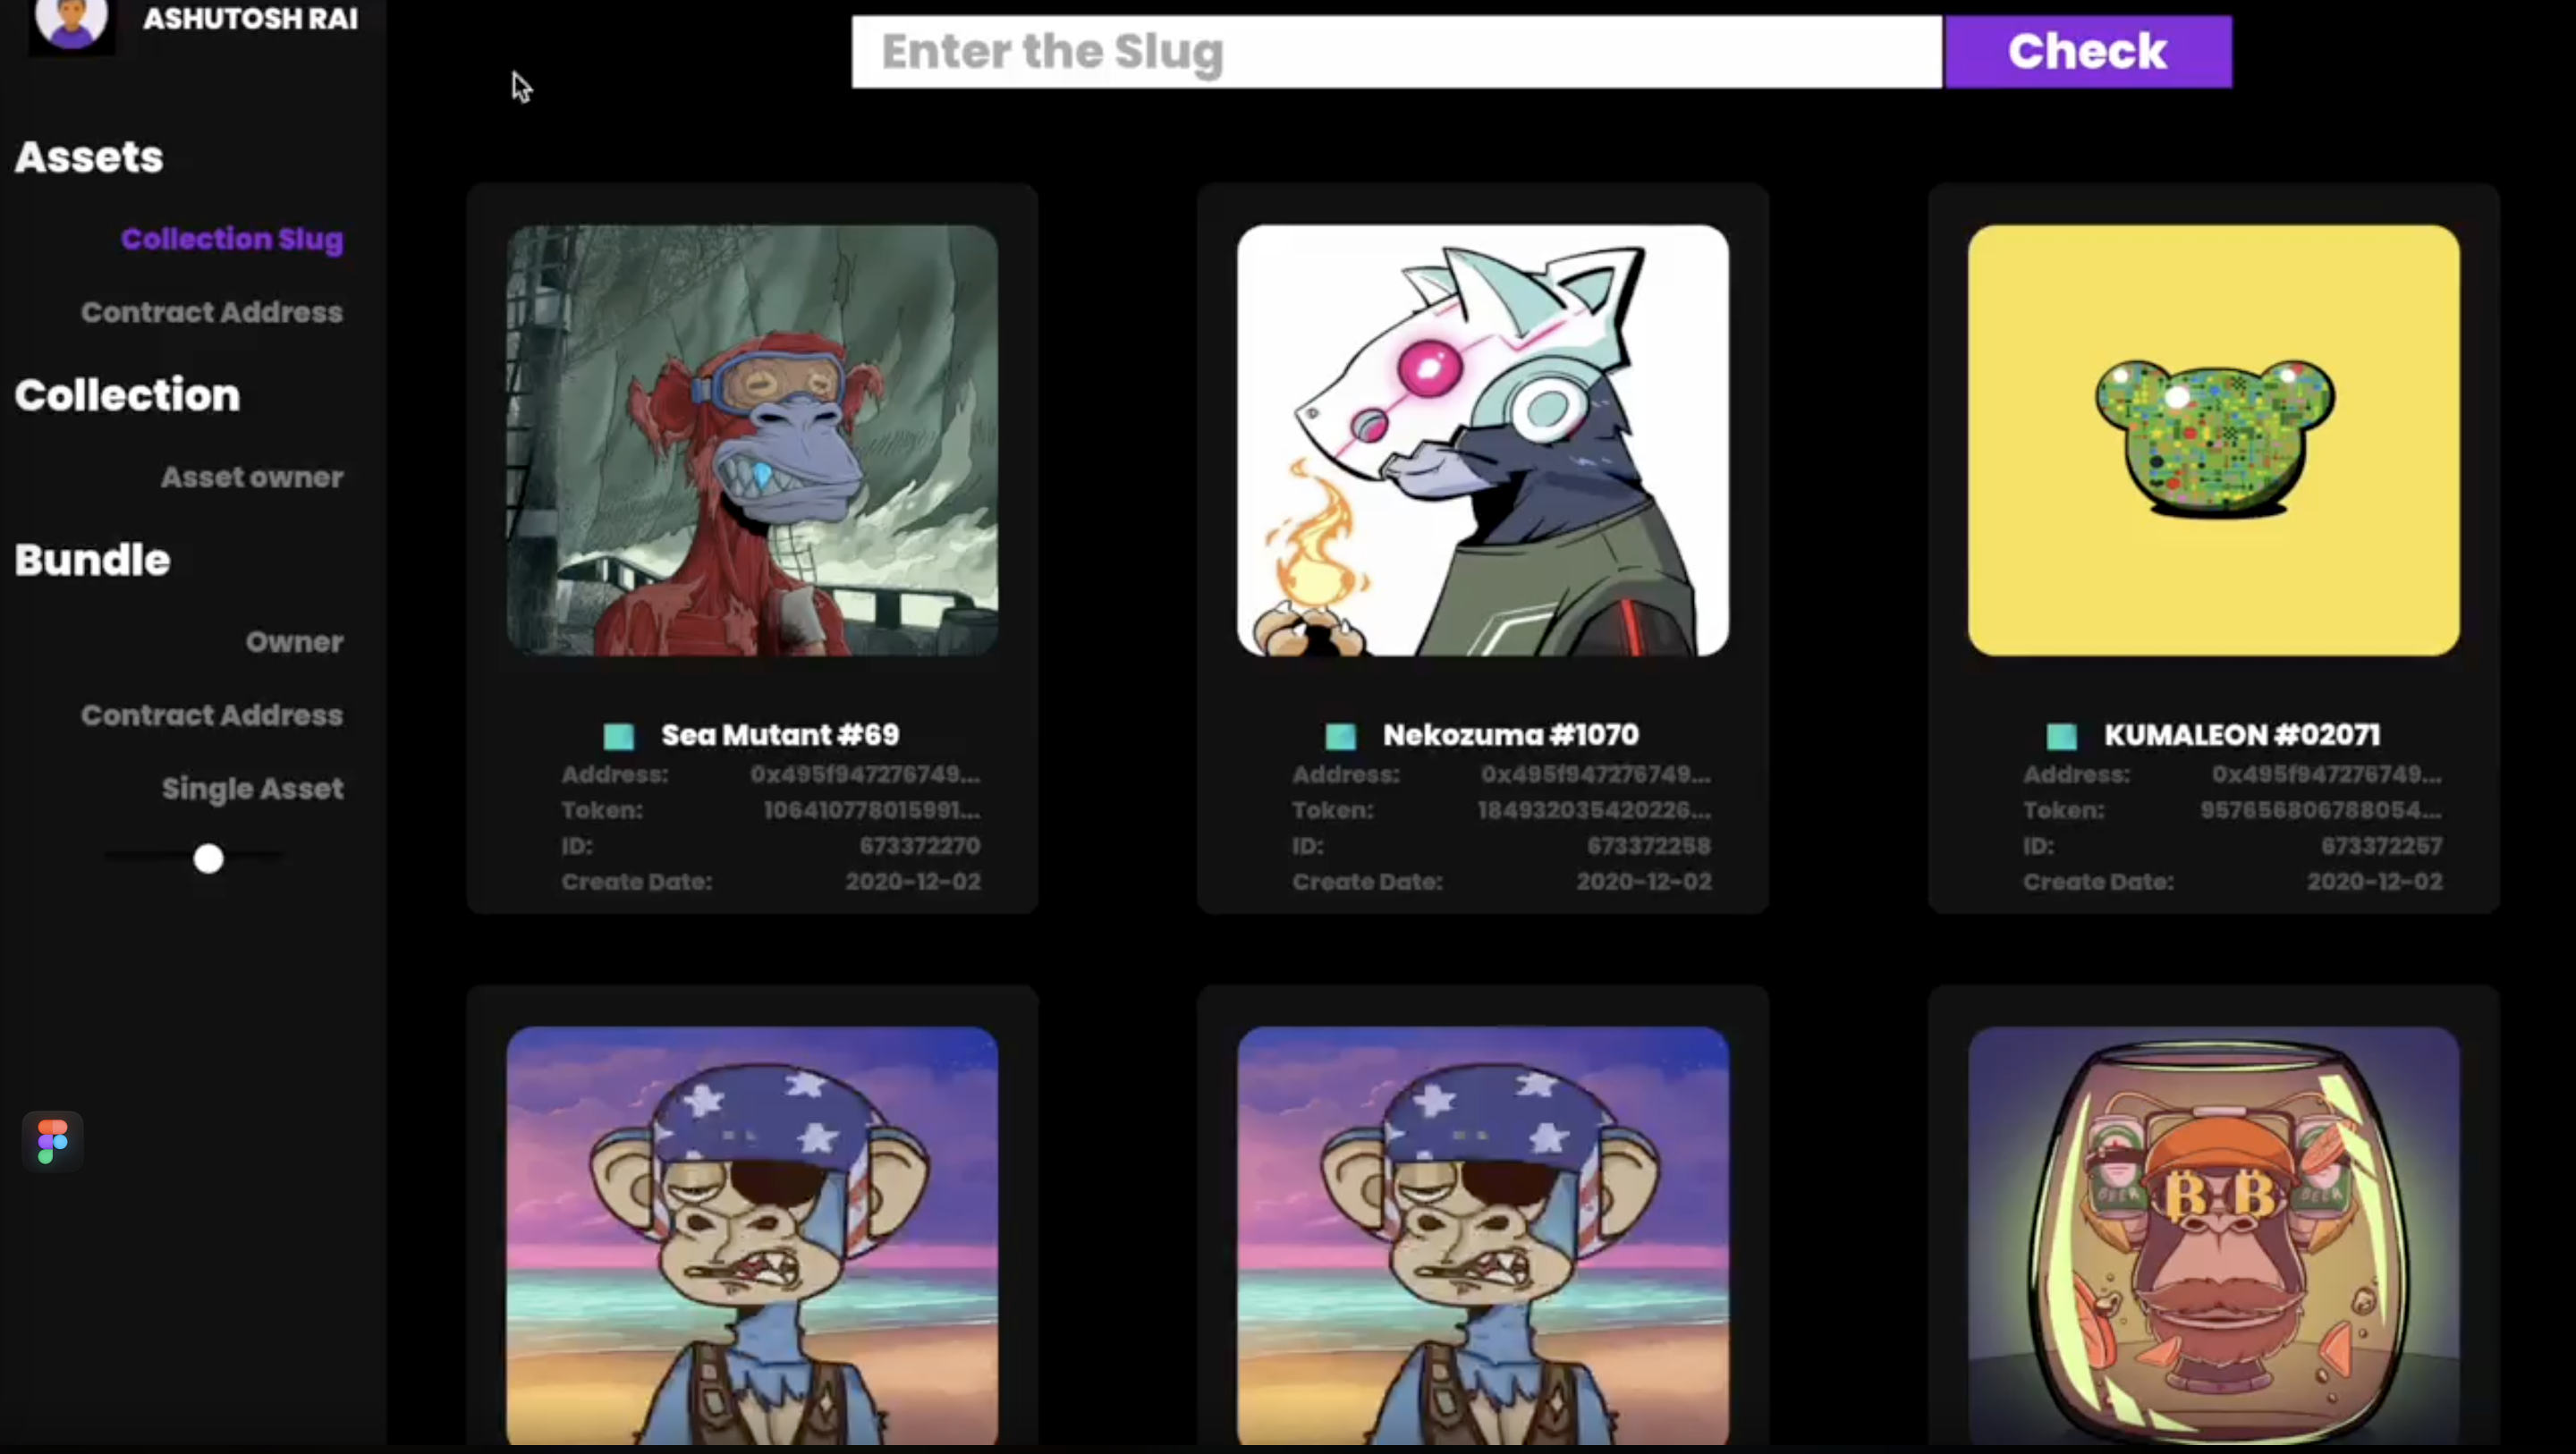 ASHUTOSH RAI
Enter the Slug
Check
Assets
Collection Slug
Contract Address
Collection
Asset owner
Bundle
Owner
Contract Address
Single Asset
Sea Mutant #69
Address: 0x495f947276749...
Token: 106410778015991...
ID: 673372270
Create Date: 2020-12-02
Nekozuma #1070
Address: 0x495f947276749...
Token: 184932035420226...
ID: 673372258
Create Date: 2020-12-02
KUMALEON #02071
Address: 0x495f947276749...
Token: 957656806788054...
ID: 673372257
Create Date: 2020-12-02
BEER
BEER